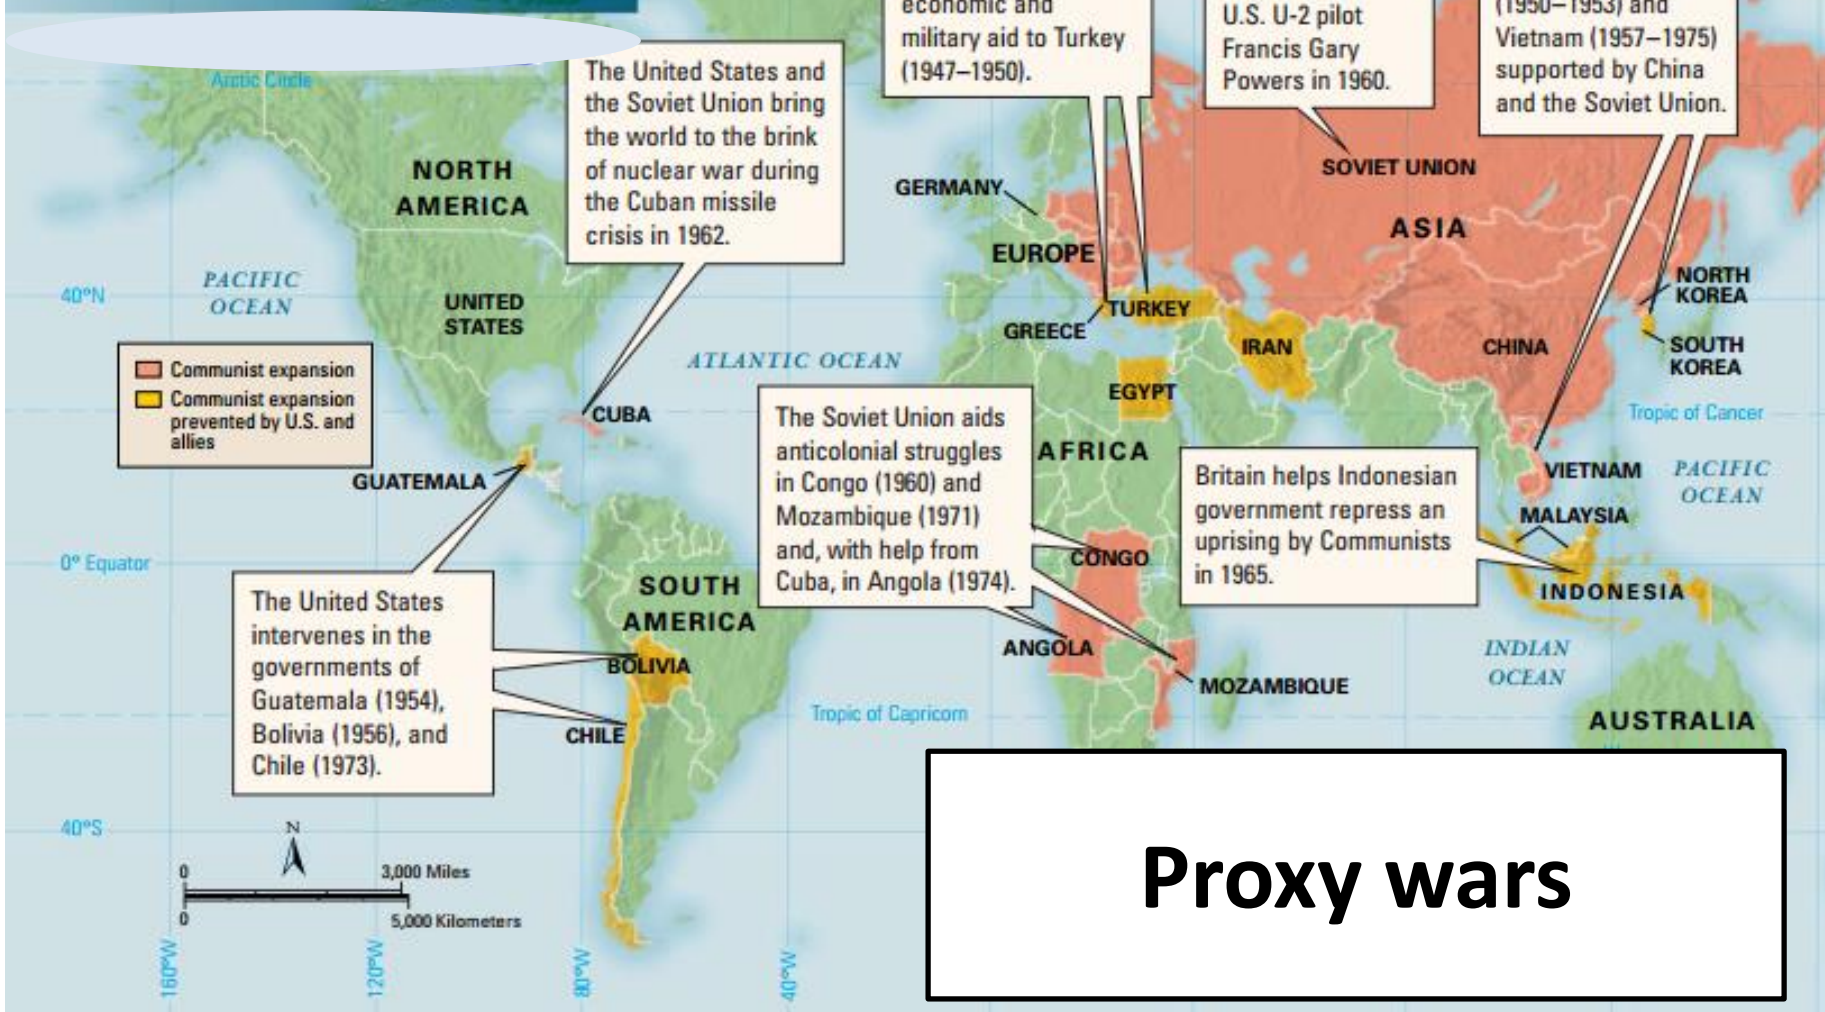 economic and
military aid to Turkey
(1947–1950).
U.S. U-2 pilot
Francis Gary
Powers in 1960.
(1950–1953) and
Vietnam (1957–1975)
supported by China
and the Soviet Union.
Arctic Circle
The United States and
the Soviet Union bring
the world to the brink
of nuclear war during
the Cuban missile
crisis in 1962.
NORTH
AMERICA
GERMANY
SOVIET UNION
ASIA
EUROPE
PACIFIC
OCEAN
40°N
UNITED
STATES
TURKEY
GREECE
IRAN
CHINA
NORTH
KOREA
SOUTH
KOREA
ATLANTIC OCEAN
Communist expansion
Communist expansion
prevented by U.S. and
allies
CUBA
EGYPT
Tropic of Cancer
GUATEMALA
The Soviet Union aids
anticolonial struggles
in Congo (1960) and
Mozambique (1971)
and, with help from
Cuba, in Angola (1974).
AFRICA
Britain helps Indonesian
government repress an
uprising by Communists
in 1965.
VIETNAM
PACIFIC
OCEAN
MALAYSIA
0° Equator
CONGO
INDONESIA
The United States
intervenes in the
governments of
Guatemala (1954),
Bolivia (1956), and
Chile (1973).
SOUTH
AMERICA
BOLIVIA
ANGOLA
MOZAMBIQUE
INDIAN
OCEAN
CHILE
Tropic of Capricorn
AUSTRALIA
40°S
N
0 3,000 Miles
0 5,000 Kilometers
160°W
120°W
80°W
40°W
Proxy wars